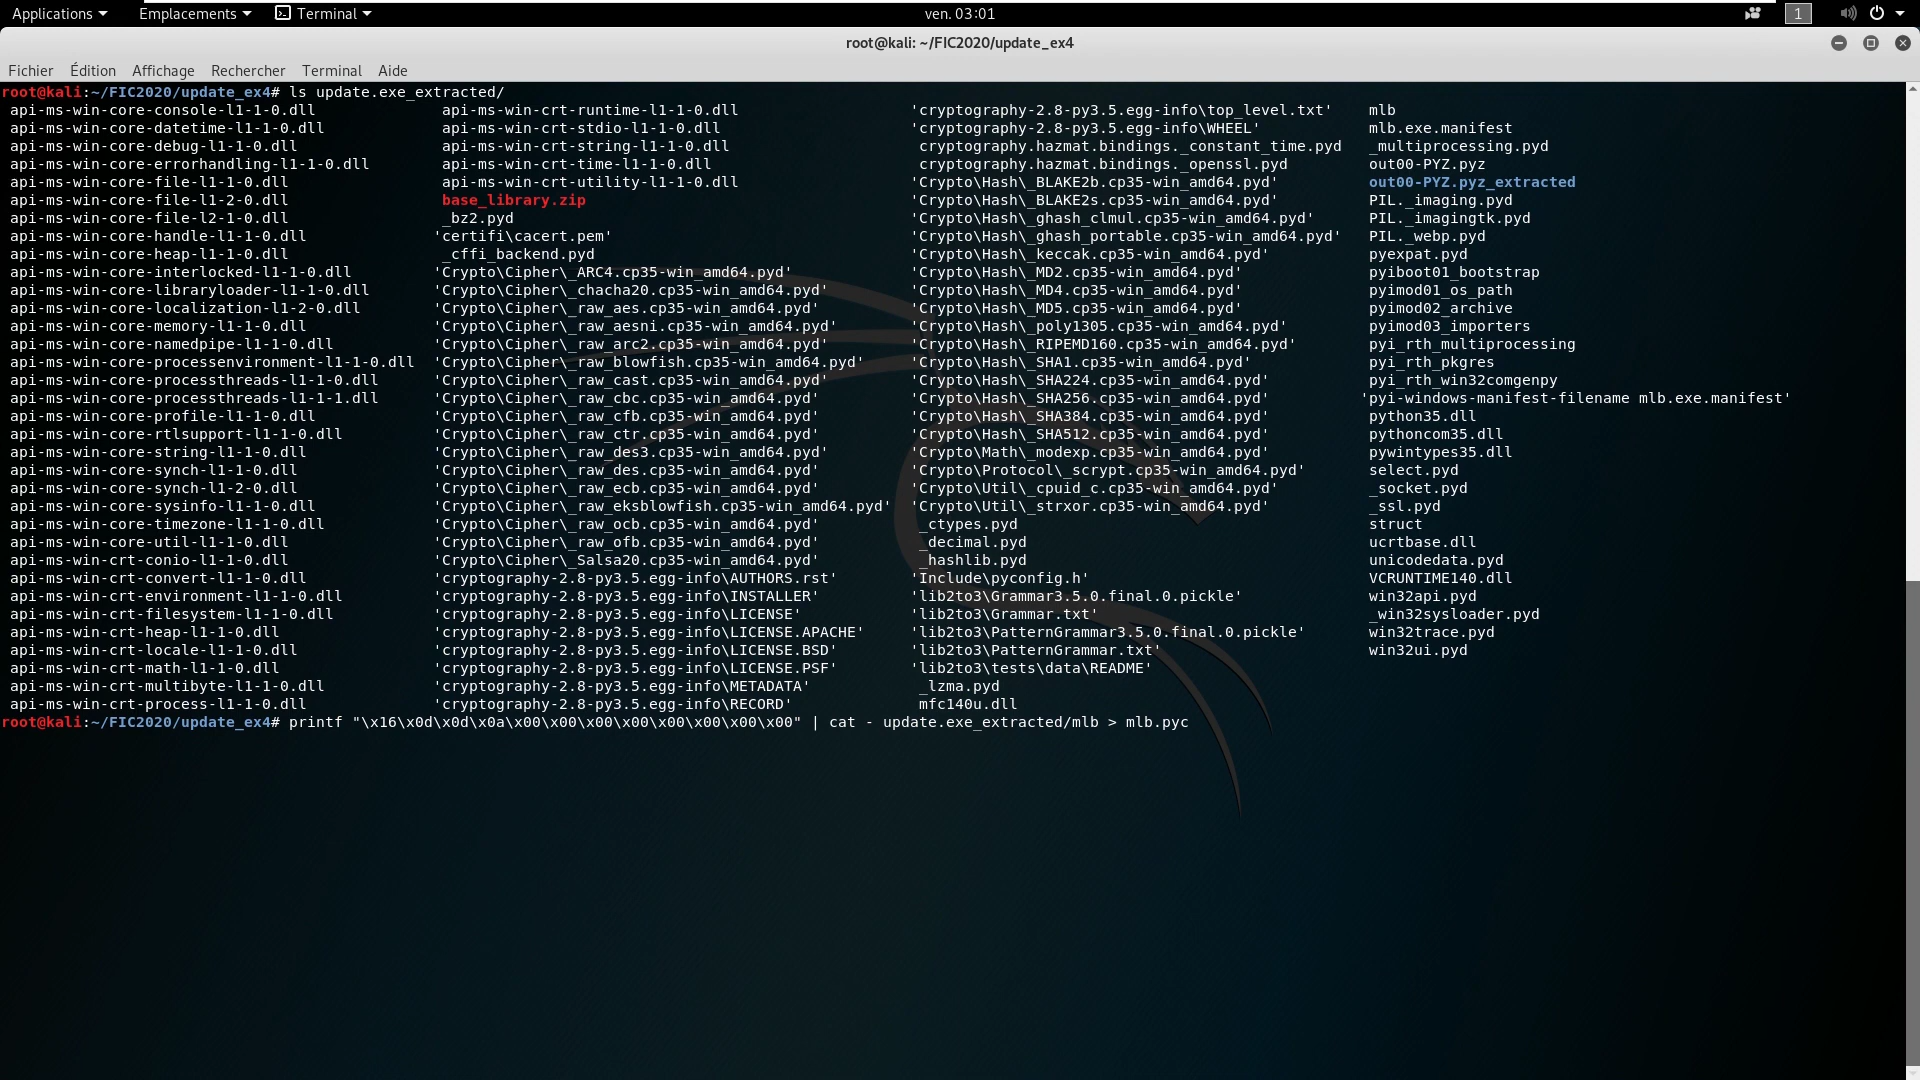 Applications Emplacements Terminal ven. 03:01 1
root@kali: ~/FIC2020/update_ex4
Fichier Édition Affichage Rechercher Terminal Aide
root@kali:~/FIC2020/update_ex4# ls update.exe_extracted/
api-ms-win-core-console-l1-1-0.dll api-ms-win-crt-runtime-l1-1-0.dll 'cryptography-2.8-py3.5.egg-info\top_level.txt' mlb
api-ms-win-core-datetime-l1-1-0.dll api-ms-win-crt-stdio-l1-1-0.dll 'cryptography-2.8-py3.5.egg-info\WHEEL' mlb.exe.manifest
api-ms-win-core-debug-l1-1-0.dll api-ms-win-crt-string-l1-1-0.dll cryptography.hazmat.bindings._constant_time.pyd _multiprocessing.pyd
api-ms-win-core-errorhandling-l1-1-0.dll api-ms-win-crt-time-l1-1-0.dll cryptography.hazmat.bindings._openssl.pyd out00-PYZ.pyz
api-ms-win-core-file-l1-1-0.dll api-ms-win-crt-utility-l1-1-0.dll 'Crypto\Hash\_BLAKE2b.cp35-win_amd64.pyd' out00-PYZ.pyz_extracted
api-ms-win-core-file-l1-2-0.dll base_library.zip 'Crypto\Hash\_BLAKE2s.cp35-win_amd64.pyd' PIL._imaging.pyd
api-ms-win-core-file-l2-1-0.dll _bz2.pyd 'Crypto\Hash\_ghash_clmul.cp35-win_amd64.pyd' PIL._imagingtk.pyd
api-ms-win-core-handle-l1-1-0.dll 'certifi\cacert.pem' 'Crypto\Hash\_ghash_portable.cp35-win_amd64.pyd' PIL._webp.pyd
api-ms-win-core-heap-l1-1-0.dll _cffi_backend.pyd 'Crypto\Hash\_keccak.cp35-win_amd64.pyd' pyexpat.pyd
api-ms-win-core-interlocked-l1-1-0.dll 'Crypto\Cipher\_ARC4.cp35-win_amd64.pyd' 'Crypto\Hash\_MD2.cp35-win_amd64.pyd' pyiboot01_bootstrap
api-ms-win-core-libraryloader-l1-1-0.dll 'Crypto\Cipher\_chacha20.cp35-win_amd64.pyd' 'Crypto\Hash\_MD4.cp35-win_amd64.pyd' pyimod01_os_path
api-ms-win-core-localization-l1-2-0.dll 'Crypto\Cipher\_raw_aes.cp35-win_amd64.pyd' 'Crypto\Hash\_MD5.cp35-win_amd64.pyd' pyimod02_archive
api-ms-win-core-memory-l1-1-0.dll 'Crypto\Cipher\_raw_aesni.cp35-win_amd64.pyd' 'Crypto\Hash\_poly1305.cp35-win_amd64.pyd' pyimod03_importers
api-ms-win-core-namedpipe-l1-1-0.dll 'Crypto\Cipher\_raw_arc2.cp35-win_amd64.pyd' 'Crypto\Hash\_RIPEMD160.cp35-win_amd64.pyd' pyi_rth_multiprocessing
api-ms-win-core-processenvironment-l1-1-0.dll 'Crypto\Cipher\_raw_blowfish.cp35-win_amd64.pyd' 'Crypto\Hash\_SHA1.cp35-win_amd64.pyd' pyi_rth_pkgres
api-ms-win-core-processthreads-l1-1-0.dll 'Crypto\Cipher\_raw_cast.cp35-win_amd64.pyd' 'Crypto\Hash\_SHA224.cp35-win_amd64.pyd' pyi_rth_win32comgenpy
api-ms-win-core-processthreads-l1-1-1.dll 'Crypto\Cipher\_raw_cbc.cp35-win_amd64.pyd' 'Crypto\Hash\_SHA256.cp35-win_amd64.pyd' 'pyi-windows-manifest-filename mlb.exe.manifest'
api-ms-win-core-profile-l1-1-0.dll 'Crypto\Cipher\_raw_cfb.cp35-win_amd64.pyd' 'Crypto\Hash\_SHA384.cp35-win_amd64.pyd' python35.dll
api-ms-win-core-rtlsupport-l1-1-0.dll 'Crypto\Cipher\_raw_ctr.cp35-win_amd64.pyd' 'Crypto\Hash\_SHA512.cp35-win_amd64.pyd' pythoncom35.dll
api-ms-win-core-string-l1-1-0.dll 'Crypto\Cipher\_raw_des3.cp35-win_amd64.pyd' 'Crypto\Math\_modexp.cp35-win_amd64.pyd' pywintypes35.dll
api-ms-win-core-synch-l1-1-0.dll 'Crypto\Cipher\_raw_des.cp35-win_amd64.pyd' 'Crypto\Protocol\_scrypt.cp35-win_amd64.pyd' select.pyd
api-ms-win-core-synch-l1-2-0.dll 'Crypto\Cipher\_raw_ecb.cp35-win_amd64.pyd' 'Crypto\Util\_cpuid_c.cp35-win_amd64.pyd' _socket.pyd
api-ms-win-core-sysinfo-l1-1-0.dll 'Crypto\Cipher\_raw_eksblowfish.cp35-win_amd64.pyd' 'Crypto\Util\_strxor.cp35-win_amd64.pyd' _ssl.pyd
api-ms-win-core-timezone-l1-1-0.dll 'Crypto\Cipher\_raw_ocb.cp35-win_amd64.pyd' _ctypes.pyd struct
api-ms-win-core-util-l1-1-0.dll 'Crypto\Cipher\_raw_ofb.cp35-win_amd64.pyd' _decimal.pyd ucrtbase.dll
api-ms-win-crt-conio-l1-1-0.dll 'Crypto\Cipher\_Salsa20.cp35-win_amd64.pyd' _hashlib.pyd unicodedata.pyd
api-ms-win-crt-convert-l1-1-0.dll 'cryptography-2.8-py3.5.egg-info\AUTHORS.rst' 'Include\pyconfig.h' VCRUNTIME140.dll
api-ms-win-crt-environment-l1-1-0.dll 'cryptography-2.8-py3.5.egg-info\INSTALLER' 'lib2to3\Grammar3.5.0.final.0.pickle' win32api.pyd
api-ms-win-crt-filesystem-l1-1-0.dll 'cryptography-2.8-py3.5.egg-info\LICENSE' 'lib2to3\Grammar.txt' _win32sysloader.pyd
api-ms-win-crt-heap-l1-1-0.dll 'cryptography-2.8-py3.5.egg-info\LICENSE.APACHE' 'lib2to3\PatternGrammar3.5.0.final.0.pickle' win32trace.pyd
api-ms-win-crt-locale-l1-1-0.dll 'cryptography-2.8-py3.5.egg-info\LICENSE.BSD' 'lib2to3\PatternGrammar.txt' win32ui.pyd
api-ms-win-crt-math-l1-1-0.dll 'cryptography-2.8-py3.5.egg-info\LICENSE.PSF' 'lib2to3\tests\data\README'
api-ms-win-crt-multibyte-l1-1-0.dll 'cryptography-2.8-py3.5.egg-info\METADATA' _lzma.pyd
api-ms-win-crt-process-l1-1-0.dll 'cryptography-2.8-py3.5.egg-info\RECORD' mfc140u.dll
root@kali:~/FIC2020/update_ex4# printf "\x16\x0d\x0d\x0a\x00\x00\x00\x00\x00\x00\x00\x00" | cat - update.exe_extracted/mlb > mlb.pyc